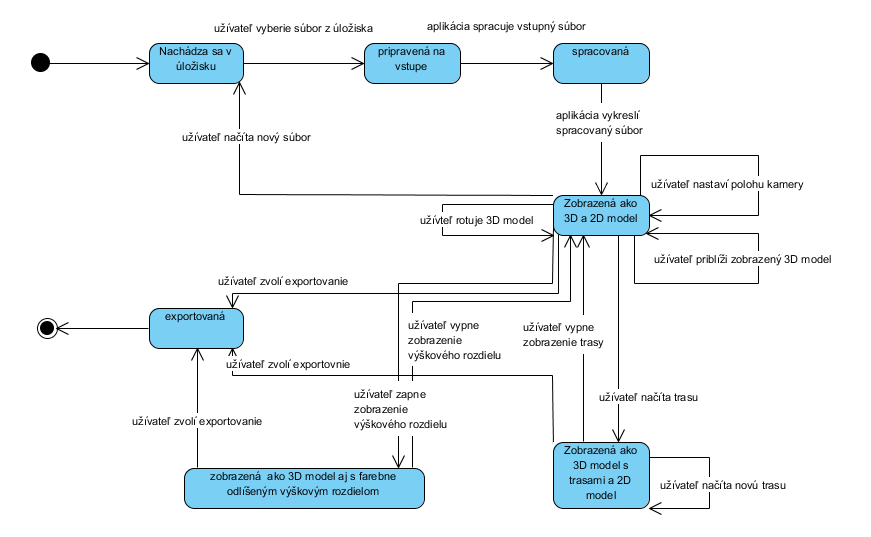 užívateľ vyberie súbor z úložiska
aplikácia spracuje vstupný súbor
Nachádza sa v
úložisku
pripravená na
vstupe
spracovaná
aplikácia vykreslí
spracovaný súbor
užívateľ načíta nový súbor
užívateľ nastaví polohu kamery
Zobrazená ako
3D a 2D model
užívteľ rotuje 3D model
užívateľ priblíži zobrazený 3D model
užívateľ zvolí exportovanie
exportovaná
užívateľ vypne
zobrazenie
výškového rozdielu
užívateľ vypne
zobrazenie trasy
užívateľ zvolí exportovnie
užívateľ zapne
zobrazenie
výškového rozdielu
užívateľ načíta trasu
užívateľ zvolí exportovanie
zobrazená  ako 3D model aj s farebne
odlíšeným výškovým rozdielom
Zobrazená ako
3D model s
trasami a 2D
model
užívateľ načíta novú trasu